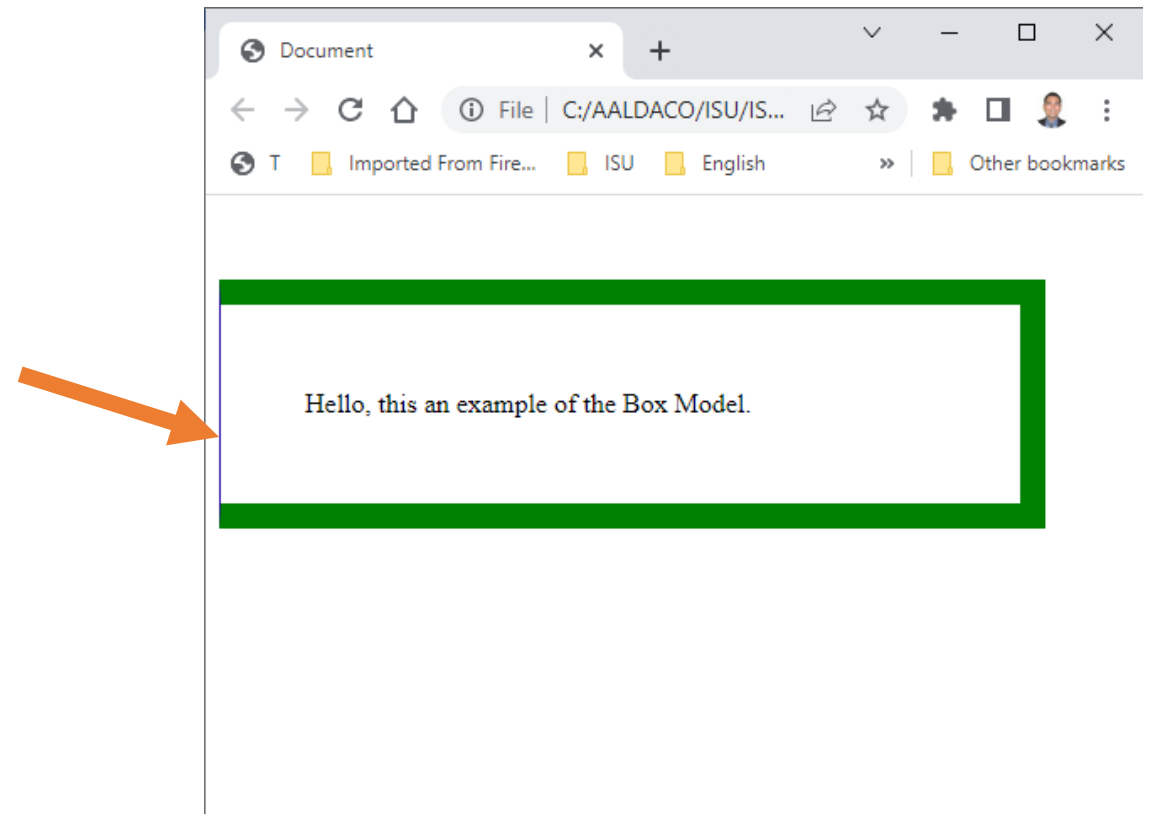 Document
File C:/AALDACO/ISU/IS...
T Imported From Fire... ISU English » Other bookmarks
Hello, this an example of the Box Model.